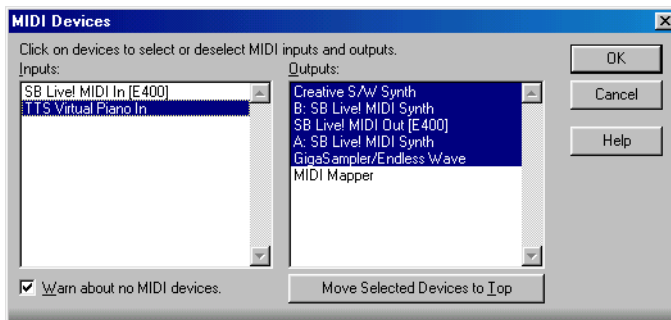 MIDI Devices
Click on devices to select or deselect MIDI inputs and outputs.
Inputs:
SB Live! MIDI In [E400]
TTS Virtual Piano In
Outputs:
Creative S/W Synth
B: SB Live! MIDI Synth
SB Live! MIDI Out [E400]
A: SB Live! MIDI Synth
GigaSampler/Endless Wave
MIDI Mapper
OK
Cancel
Help
Warn about no MIDI devices.
Move Selected Devices to Top